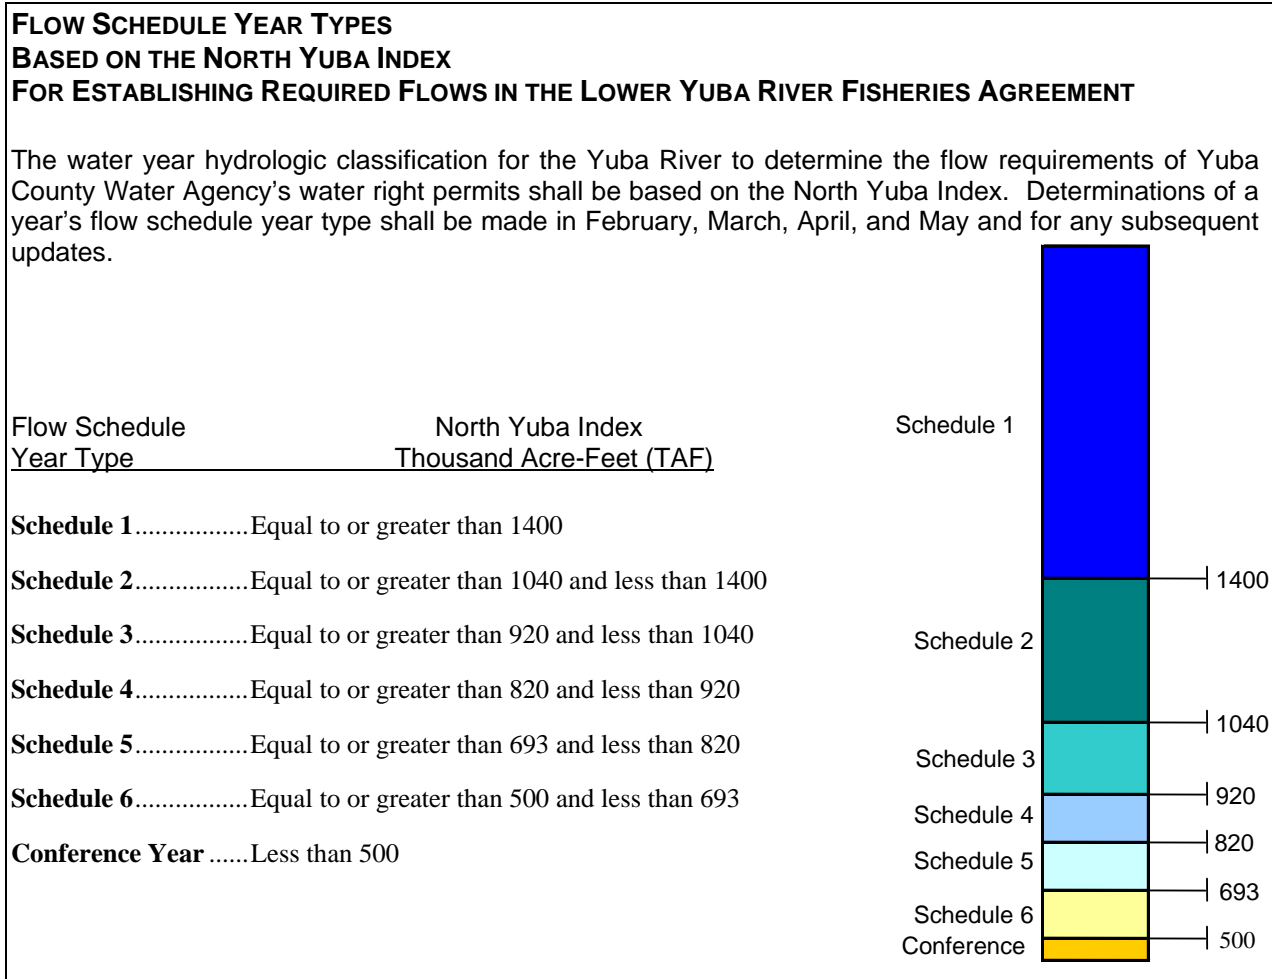 FLOW SCHEDULE YEAR TYPES
BASED ON THE NORTH YUBA INDEX
FOR ESTABLISHING REQUIRED FLOWS IN THE LOWER YUBA RIVER FISHERIES AGREEMENT
The water year hydrologic classification for the Yuba River to determine the flow requirements of Yuba
County Water Agency's water right permits shall be based on the North Yuba Index. Determinations of a
year's flow schedule year type shall be made in February, March, April, and May and for any subsequent
updates.
Flow Schedule North Yuba Index
Year Type Thousand Acre-Feet (TAF)
Schedule 1.................Equal to or greater than 1400
Schedule 2.................Equal to or greater than 1040 and less than 1400
Schedule 3.................Equal to or greater than 920 and less than 1040
Schedule 4.................Equal to or greater than 820 and less than 920
Schedule 5.................Equal to or greater than 693 and less than 820
Schedule 6.................Equal to or greater than 500 and less than 693
Conference Year ......Less than 500
Schedule 1
1400
Schedule 2
1040
Schedule 3
920
Schedule 4
820
Schedule 5
693
Schedule 6
500
Conference